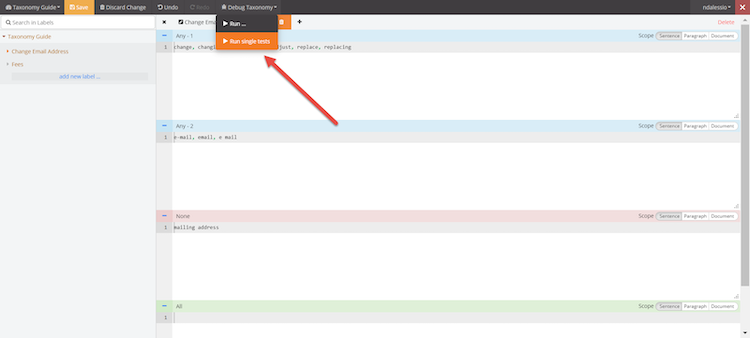 Taxonomy Guide
Save
Discard Change
Undo
Redo
Debug Taxonomy
ndalessio
Search in Labels
Change Ema
Run ...
Delete
Taxonomy Guide
Any - 1
Scope Sentence Paragraph Document
Run single tests
1 change, changi just, replace, replacing
Change Email Address
Fees
add new label ...
Any - 2
Scope Sentence Paragraph Document
1 e-mail, email, e mail
None
Scope Sentence Paragraph Document
1 mailing address
All
Scope Sentence Paragraph Document
1